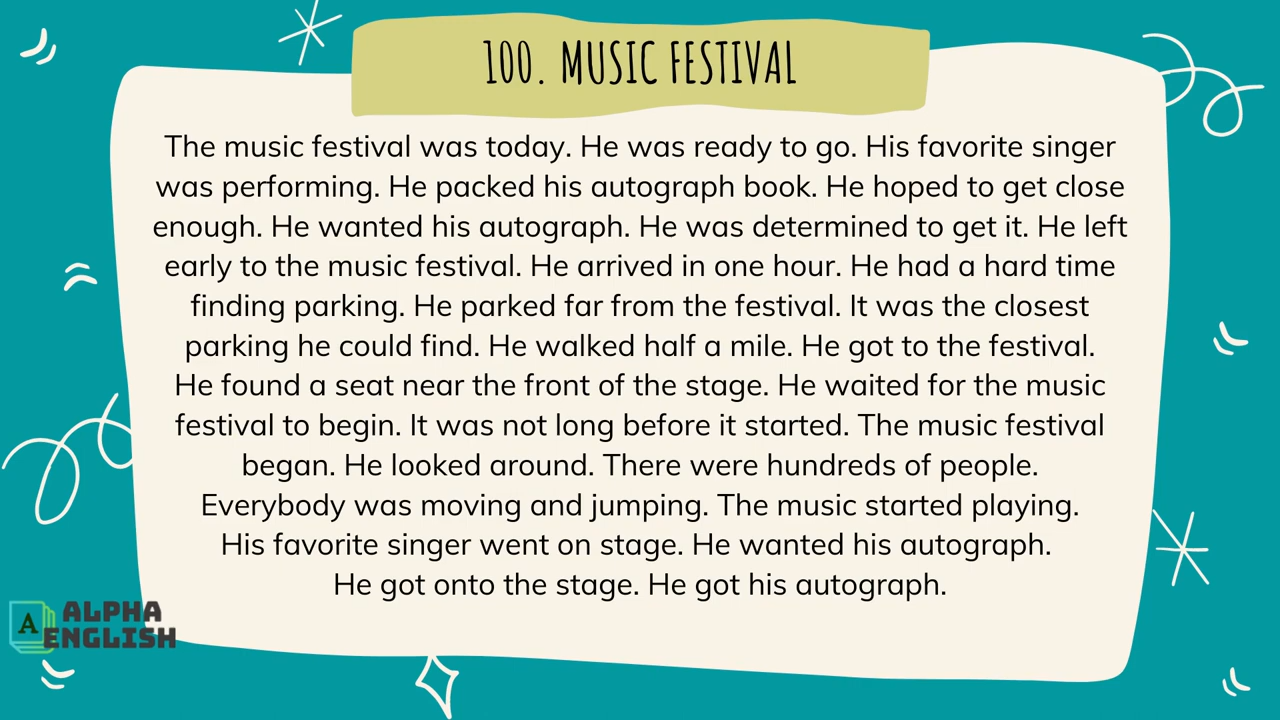 100. MUSIC FESTIVAL
The music festival was today. He was ready to go. His favorite singer
was performing. He packed his autograph book. He hoped to get close
enough. He wanted his autograph. He was determined to get it. He left
early to the music festival. He arrived in one hour. He had a hard time
finding parking. He parked far from the festival. It was the closest
parking he could find. He walked half a mile. He got to the festival.
He found a seat near the front of the stage. He waited for the music
festival to begin. It was not long before it started. The music festival
began. He looked around. There were hundreds of people.
Everybody was moving and jumping. The music started playing.
His favorite singer went on stage. He wanted his autograph.
He got onto the stage. He got his autograph.
A
ALPHA
ENGLISH